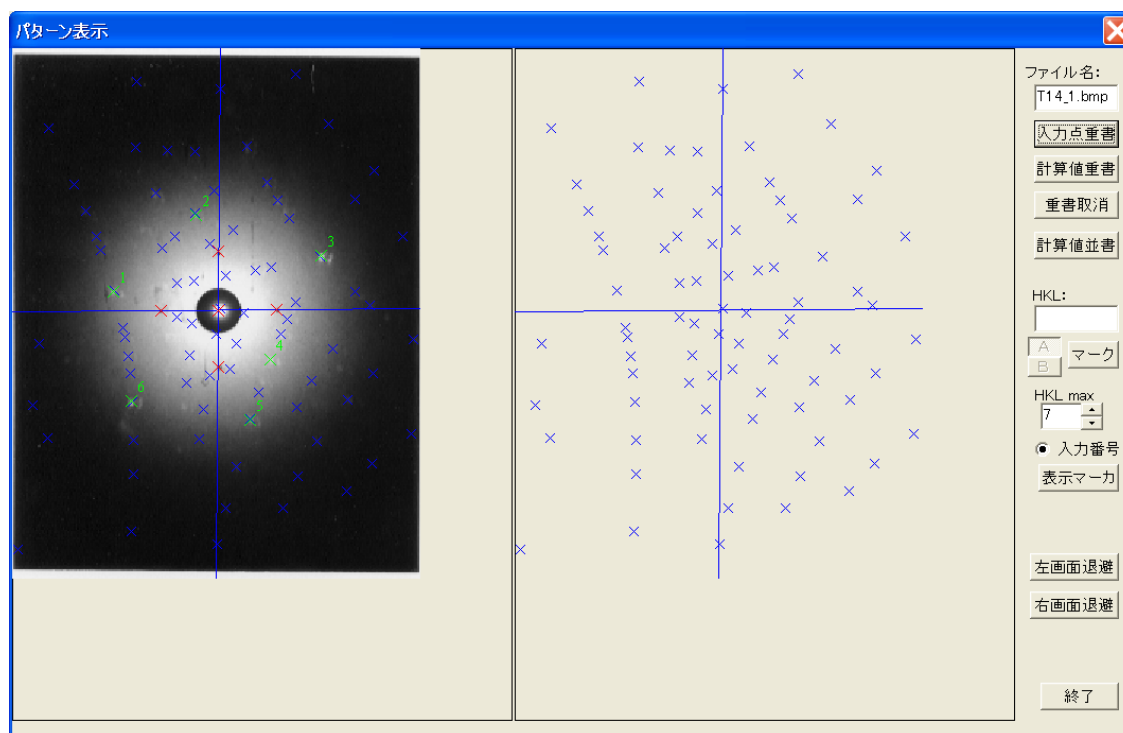 パターン表示
ファイル名:
T14_1.bmp
入力点重書
計算値重書
重書取消
計算値並書
HKL:
A
B
マーク
HKL max
7
入力番号
表示マーカ
左画面退避
右画面退避
終了
1
2
3
4
5
6